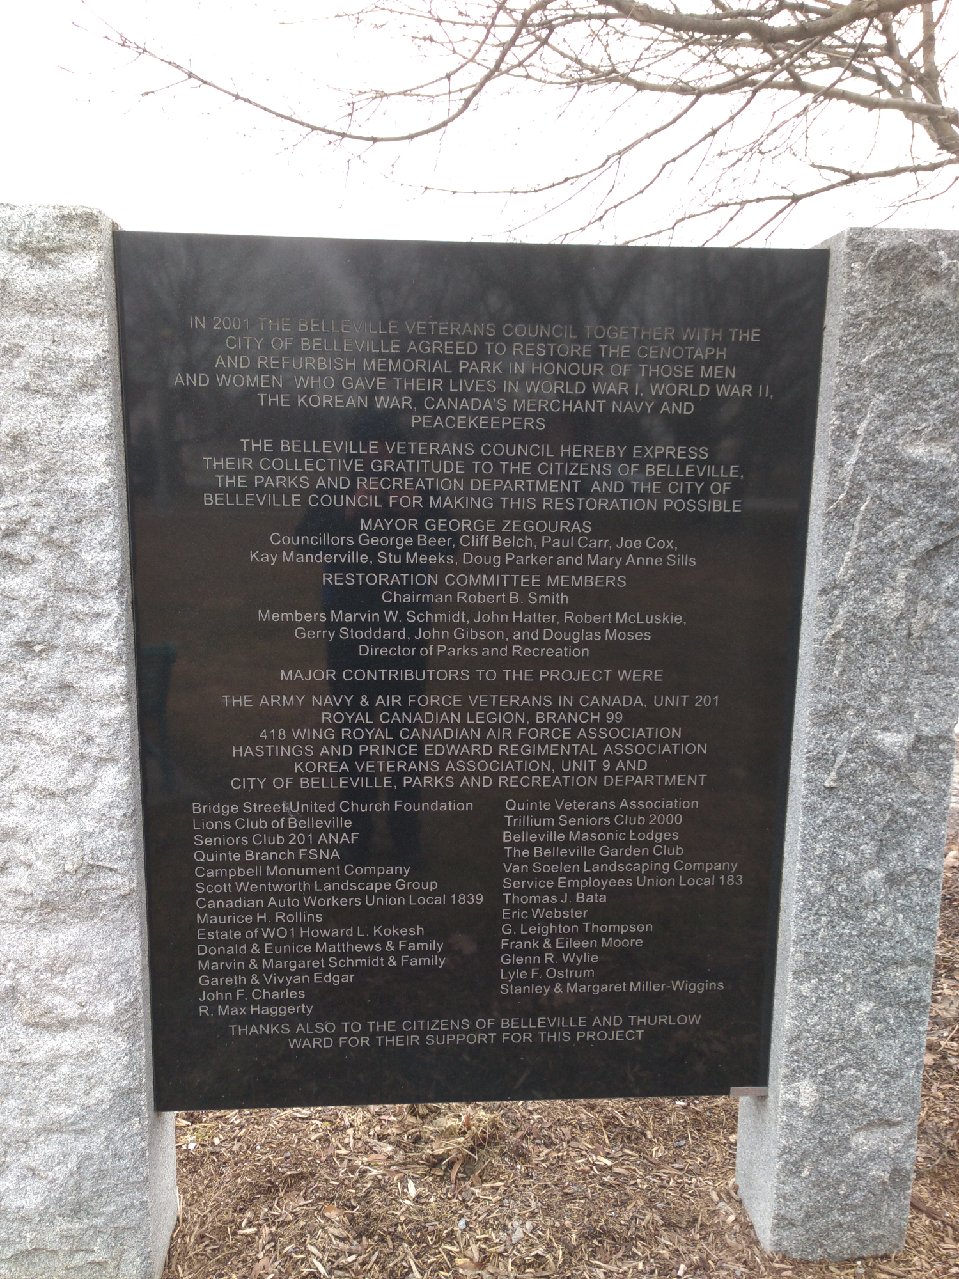 IN 2001 THE BELLEVILLE VETERANS COUNCIL TOGETHER WITH THE
CITY OF BELLEVILLE AGREED TO RESTORE THE CENOTAPH
AND REFURBISH MEMORIAL PARK IN HONOUR OF THOSE MEN
AND WOMEN WHO GAVE THEIR LIVES IN WORLD WAR I, WORLD WAR II,
THE KOREAN WAR, CANADA'S MERCHANT NAVY AND
PEACEKEEPERS
THE BELLEVILLE VETERANS COUNCIL HEREBY EXPRESS
THEIR COLLECTIVE GRATITUDE TO THE CITIZENS OF BELLEVILLE,
THE PARKS AND RECREATION DEPARTMENT AND THE CITY OF
BELLEVILLE COUNCIL FOR MAKING THIS RESTORATION POSSIBLE
MAYOR GEORGE ZEGOURAS
Councillors George Beer, Cliff Belch, Paul Carr, Joe Cox,
Kay Manderville, Stu Meeks, Doug Parker and Mary Anne Sills
RESTORATION COMMITTEE MEMBERS
Chairman Robert B. Smith
Members Marvin W. Schmidt, John Hatter, Robert McLuskie,
Gerry Stoddard, John Gibson, and Douglas Moses
Director of Parks and Recreation
MAJOR CONTRIBUTORS TO THE PROJECT WERE
THE ARMY NAVY & AIR FORCE VETERANS IN CANADA, UNIT 201
ROYAL CANADIAN LEGION, BRANCH 99
418 WING ROYAL CANADIAN AIR FORCE ASSOCIATION
HASTINGS AND PRINCE EDWARD REGIMENTAL ASSOCIATION
KOREA VETERANS ASSOCIATION, UNIT 9 AND
CITY OF BELLEVILLE, PARKS AND RECREATION DEPARTMENT
Bridge Street United Church Foundation
Lions Club of Belleville
Seniors Club 201 ANAF
Quinte Branch FSNA
Campbell Monument Company
Scott Wentworth Landscape Group
Canadian Auto Workers Union Local 1839
Maurice H. Rollins
Estate of WO1 Howard L. Kokesh
Donald & Eunice Matthews & Family
Marvin & Margaret Schmidt & Family
Gareth & Vivyan Edgar
John F. Charles
R. Max Haggerty
Quinte Veterans Association
Trillium Seniors Club 2000
Belleville Masonic Lodges
The Belleville Garden Club
Van Soelen Landscaping Company
Service Employees Union Local 183
Thomas J. Bata
Eric Webster
G. Leighton Thompson
Frank & Eileen Moore
Glenn R. Wylie
Lyle F. Ostrum
Stanley & Margaret Miller-Wiggins
THANKS ALSO TO THE CITIZENS OF BELLEVILLE AND THURLOW
WARD FOR THEIR SUPPORT FOR THIS PROJECT